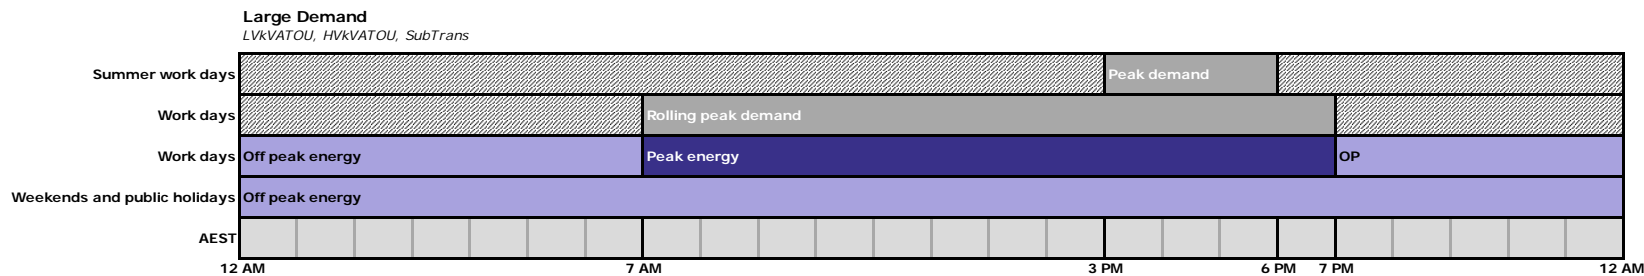 Large Demand
LVkVATOU, HVkVATOU, SubTrans
Summer work days Peak demand
Work days Rolling peak demand
Work days Off peak energy Peak energy OP
Weekends and public holidays Off peak energy
AEST
12 AM 7 AM 3 PM 6 PM 7 PM 12 AM